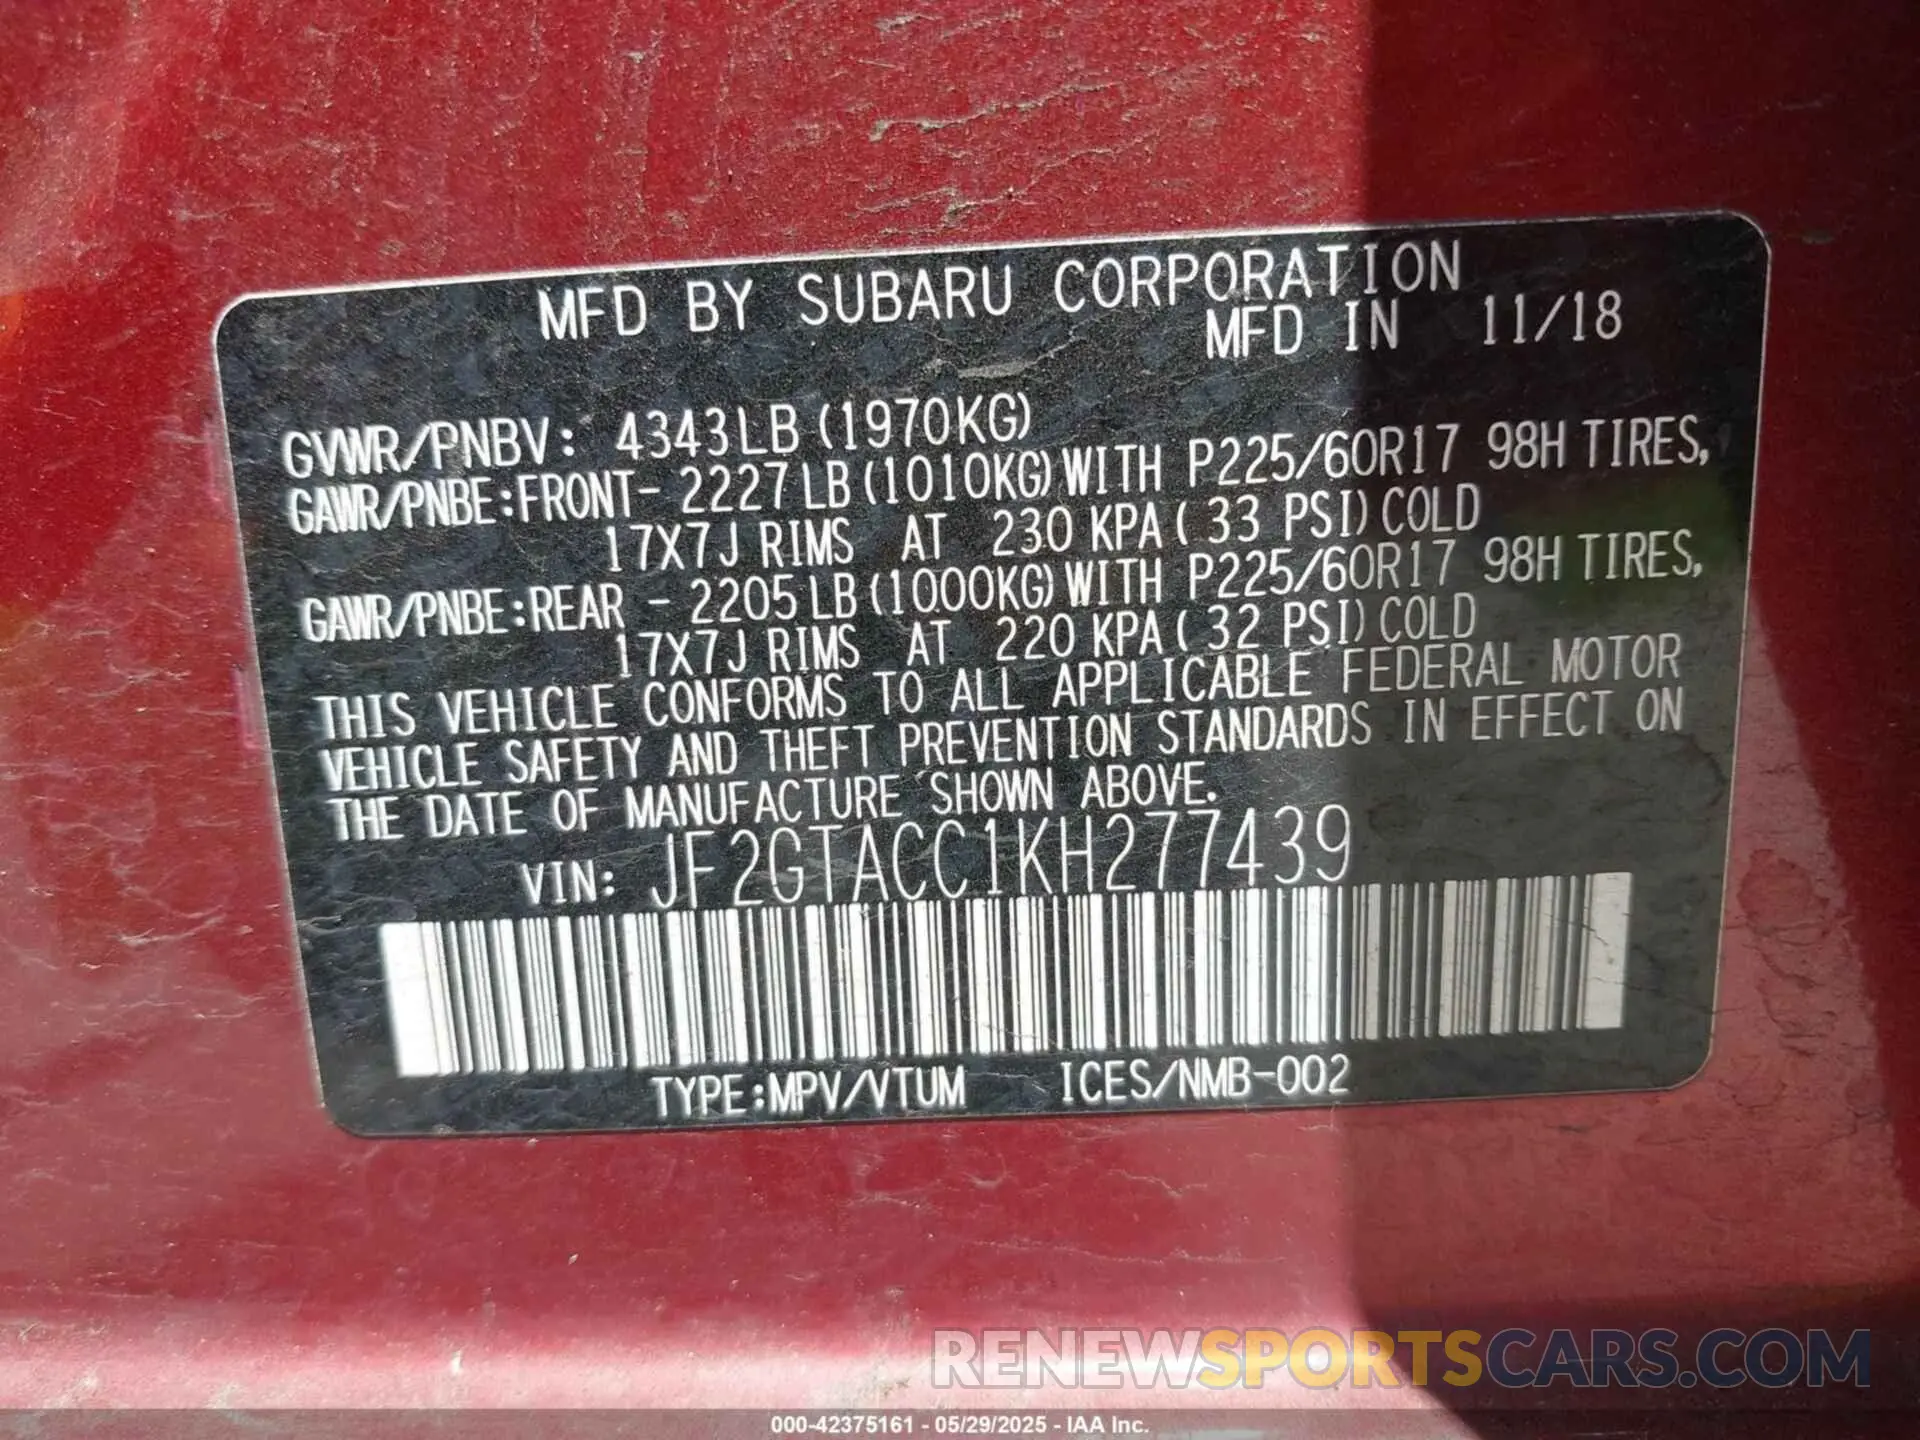 MFD BY SUBARU CORPORATION
MFD IN 11/18
GVWR/PNBV: 4343LB (1970KG)
GAWR/PNBE:FRONT- 2227LB (1010KG) WITH P225/60R17 98H TIRES,
17X7J RIMS AT 230 KPA ( 33 PSI) COLD
GAWR/PNBE:REAR - 2205LB (1000KG) WITH P225/60R17 98H TIRES,
17X7J RIMS AT 220 KPA ( 32 PSI) COLD
THIS VEHICLE CONFORMS TO ALL APPLICABLE FEDERAL MOTOR
VEHICLE SAFETY AND THEFT PREVENTION STANDARDS IN EFFECT ON
THE DATE OF MANUFACTURE SHOWN ABOVE.
VIN: JF2GTACC1KH277439
TYPE:MPV/VTUM ICES/NMB-002
RENEWSPORTSCARS.COM
000-42375161 - 05/29/2025 - IAA Inc.